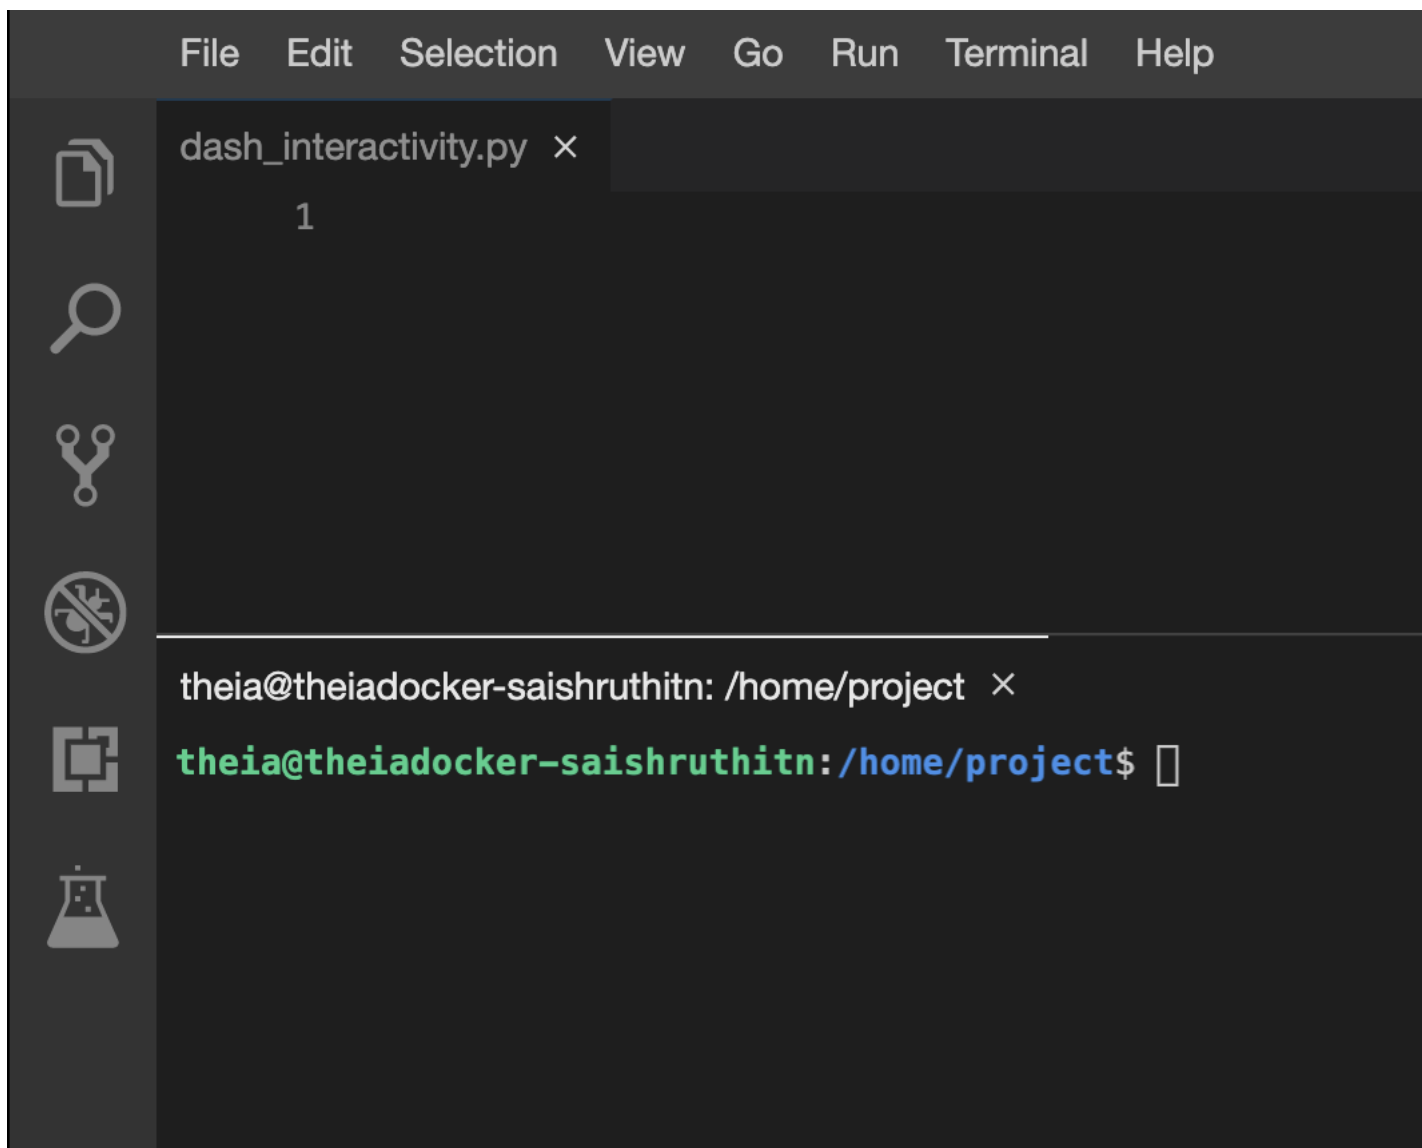 File Edit Selection View Go Run Terminal Help
dash_interactivity.py ×
1
theia@theiadocker-saishruthitn: /home/project ×
theia@theiadocker-saishruthitn:/home/project$